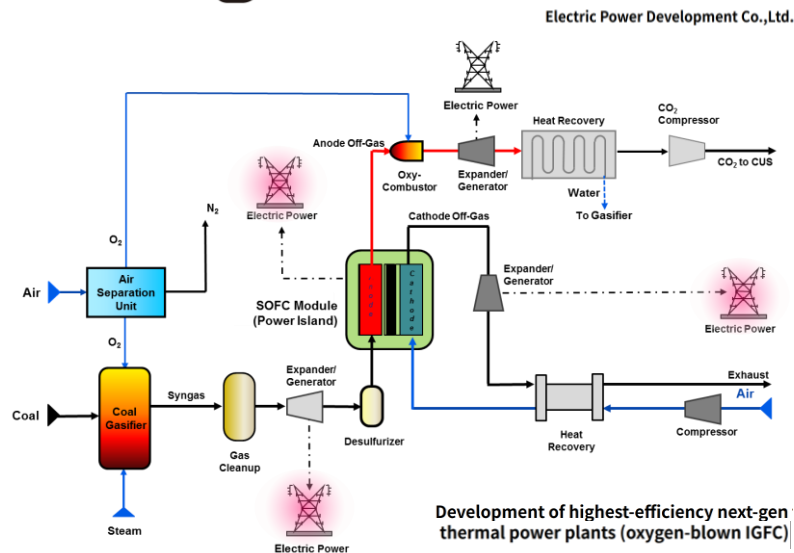 Electric Power Development Co.,Ltd.
Electric Power
CO2
Compressor
Heat Recovery
Anode Off-Gas
Oxy-
Combustor
Expander/
Generator
CO2 to CUS
Water
To Gasifier
N2
Electric Power
O2
Cathode Off-Gas
Air
Air
Separation
Unit
SOFC Module
(Power Island)
Anode
Cathode
Expander/
Generator
Electric Power
O2
Syngas
Expander/
Generator
Exhaust
Air
Coal
Coal
Gasifier
Gas
Cleanup
Desulfurizer
Heat
Recovery
Compressor
Steam
Electric Power
Development of highest-efficiency next-gen
thermal power plants (oxygen-blown IGFC)